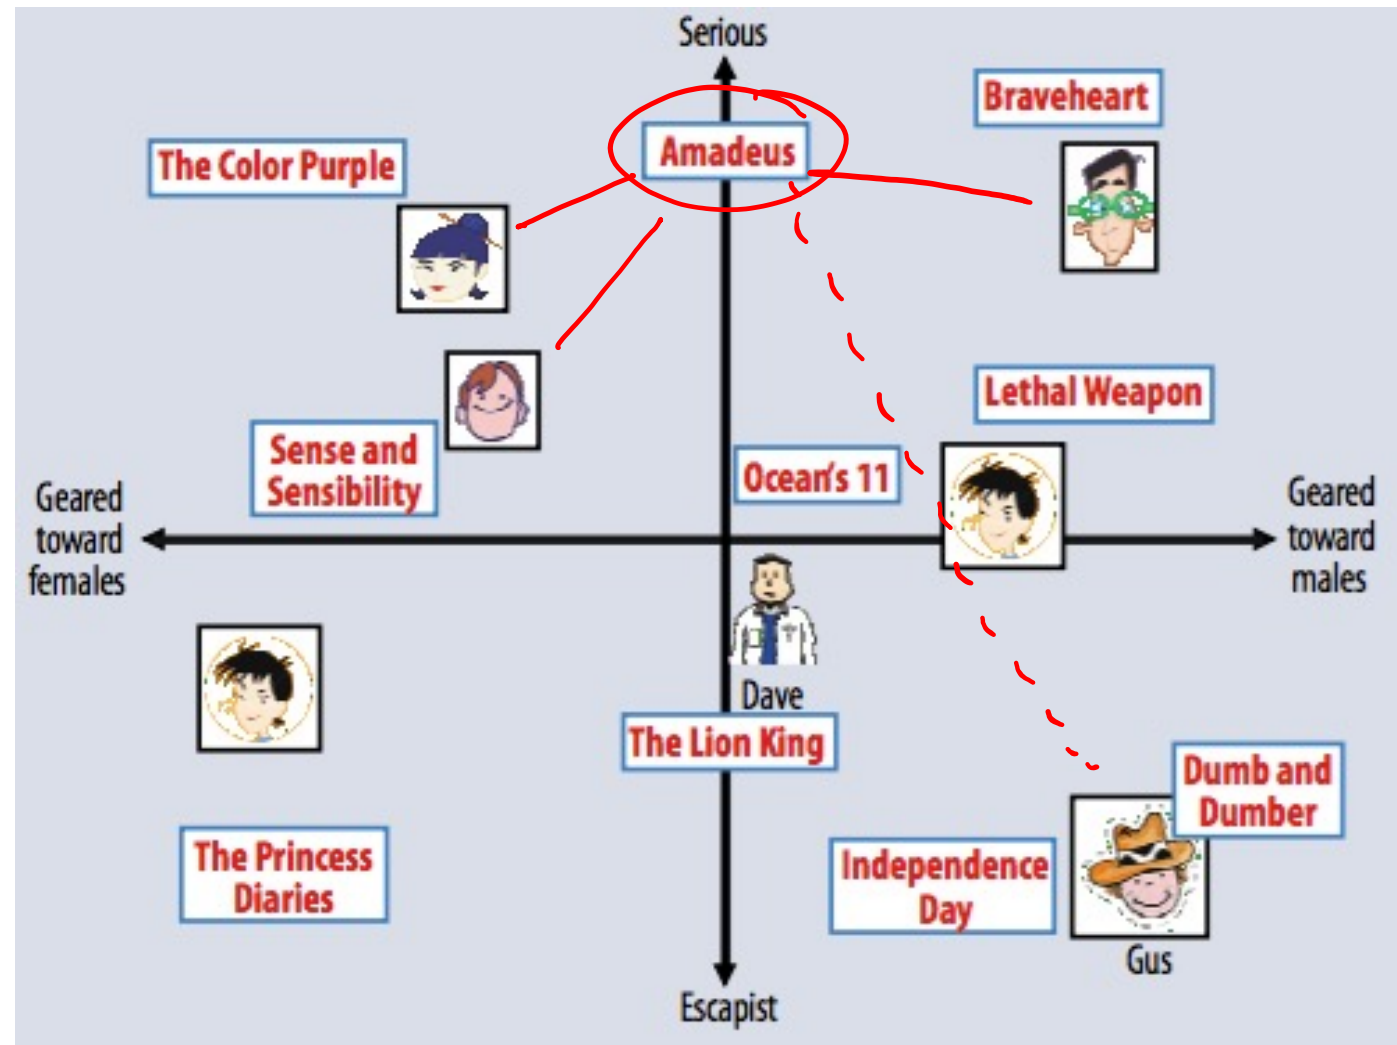 Serious
Braveheart
Amadeus
The Color Purple
Lethal Weapon
Sense and
Sensibility
Ocean's 11
Geared
toward
females
Geared
toward
males
Dave
The Lion King
Dumb and
Dumber
The Princess
Diaries
Independence
Day
Gus
Escapist